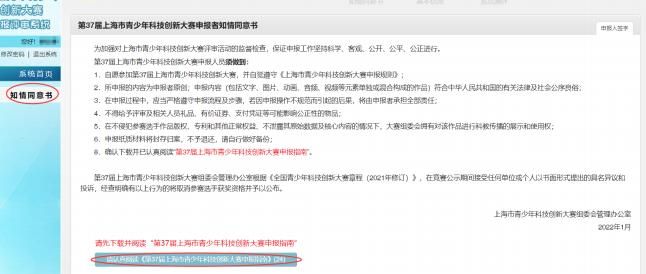 创新大赛
申报评审系统
您好!
修改密码 | 退出系统
系统首页
知情同意书
第37届上海市青少年科技创新大赛申报各知情同意书
申报人签字
为加强对上海市青少年科技创新大赛评审活动的监督检查，保证申报工作坚持科学、客观、公开、公平、公正进行。
第37届上海市青少年科技创新大赛申报人员须做到：
1、自愿参加第37届上海市青少年科技创新大赛，并自觉遵守《上海市青少年科技创新大赛申报规则》；
2、所申报的内容为申报者原创；申报内容（包括文字、图片、动画、音频、视频等元素单独或混合构成的作品）符合中华人民共和国的有关法律及社会公序良俗；
3、在申报过程中，应当严格遵守申报流程及步骤，若因申报操作不规范而引起的后果，将由申报者承担全部责任；
4、不得给予评审及相关人员礼品、有价证券、支付凭证等可能影响公正性的物品；
5、在不侵犯参赛选手作品版权、专利和其他正常权益，不泄露其原始数据及核心内容的情况下，大赛组委会拥有对该作品进行科教传播的展示和使用权；
6、申报纸质材料将封存归案，不予退还，请自行做好备份；
8、确认下载并已认真阅读"第37届上海市青少年科技创新大赛申报指南"。
第37届上海市青少年科技创新大赛组委会管理办公室根据《全国青少年科技创新大赛章程（2021年修订）》，在竞赛公示期间接受任何单位或个人以书面形式提出的具名异议和
投诉，经查明确有以上行为的将取消参赛选手获奖资格并予以公布。
上海市青少年科技创新大赛组委会管理办公室
2022年1月
请先下载并阅读 "第37届上海市青少年科技创新大赛申报指南"
确认真阅读《第37届上海市青少年科技创新大赛申报指南》(24)